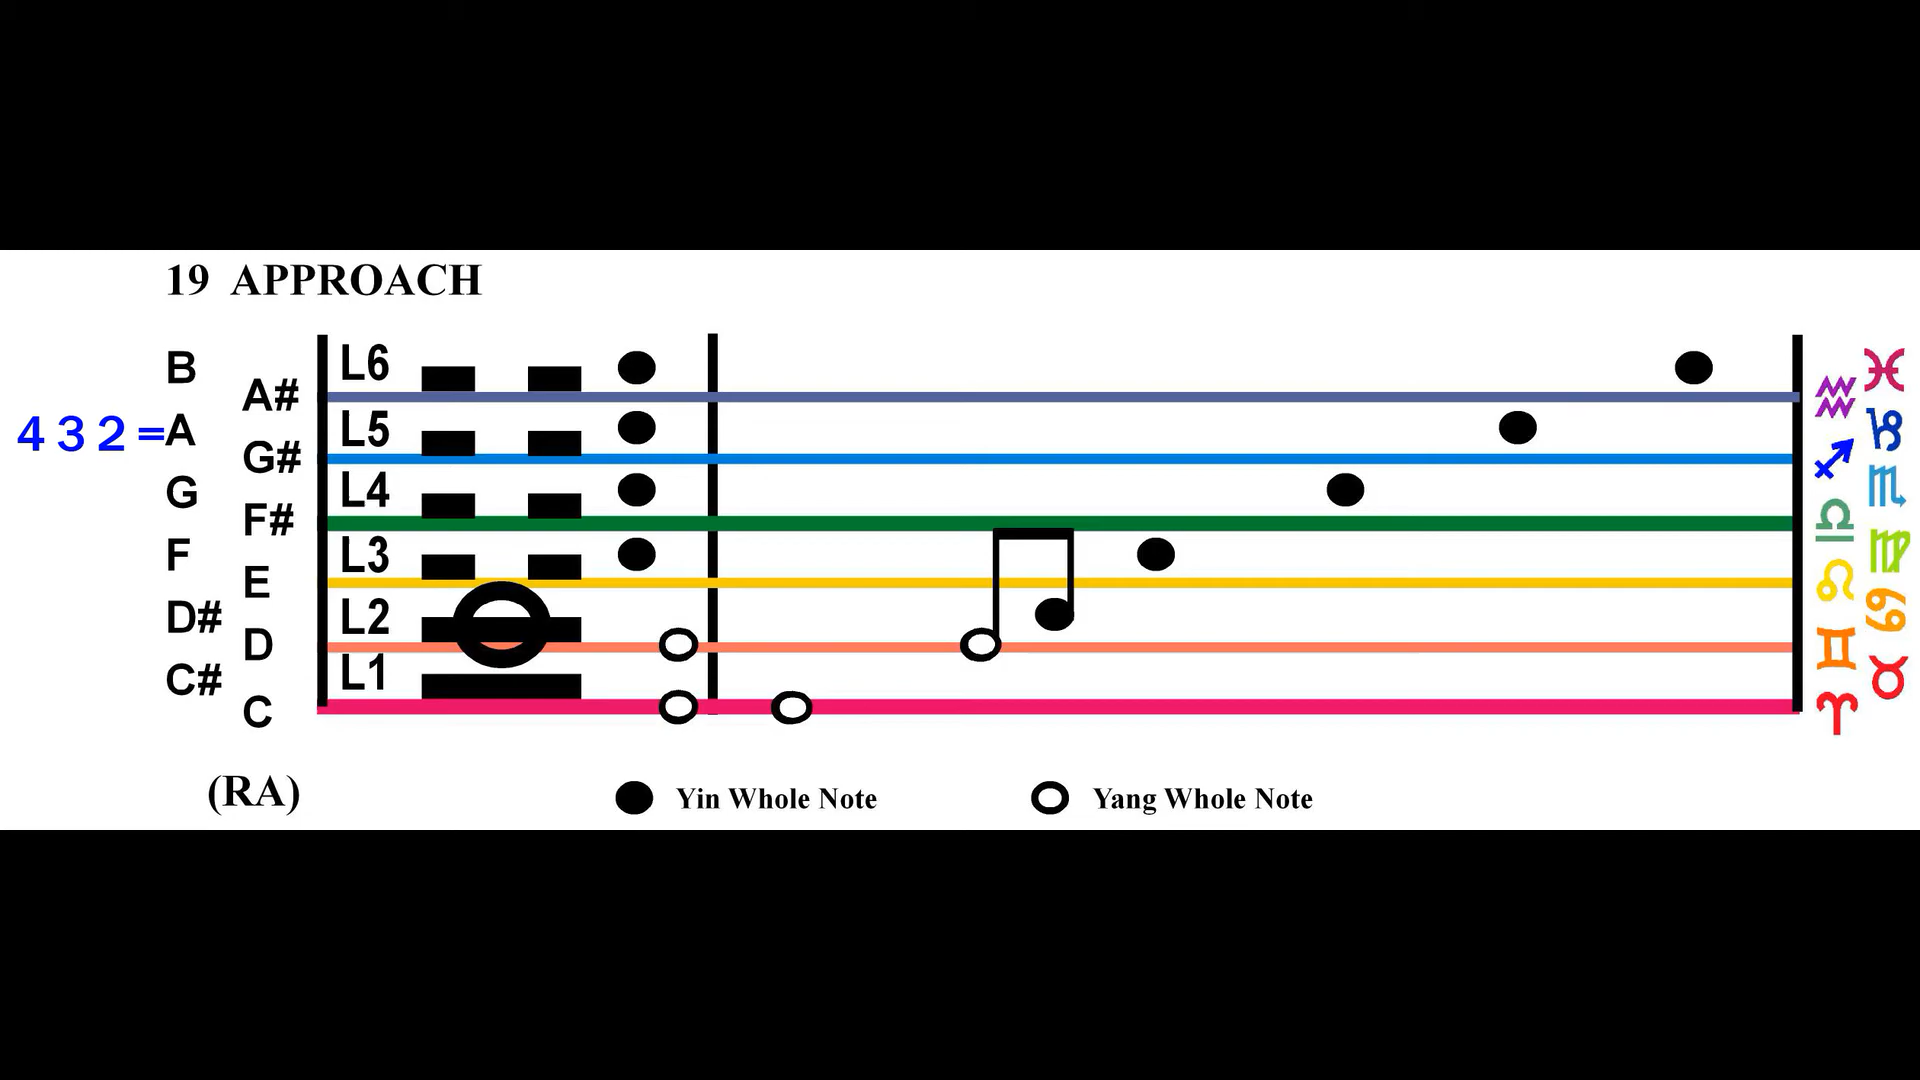 19 APPROACH
B L6
A#
432=A L5
G#
G L4
F#
F L3
E
D# L2
D
C# L1
C
(RA) Yin Whole Note Yang Whole Note